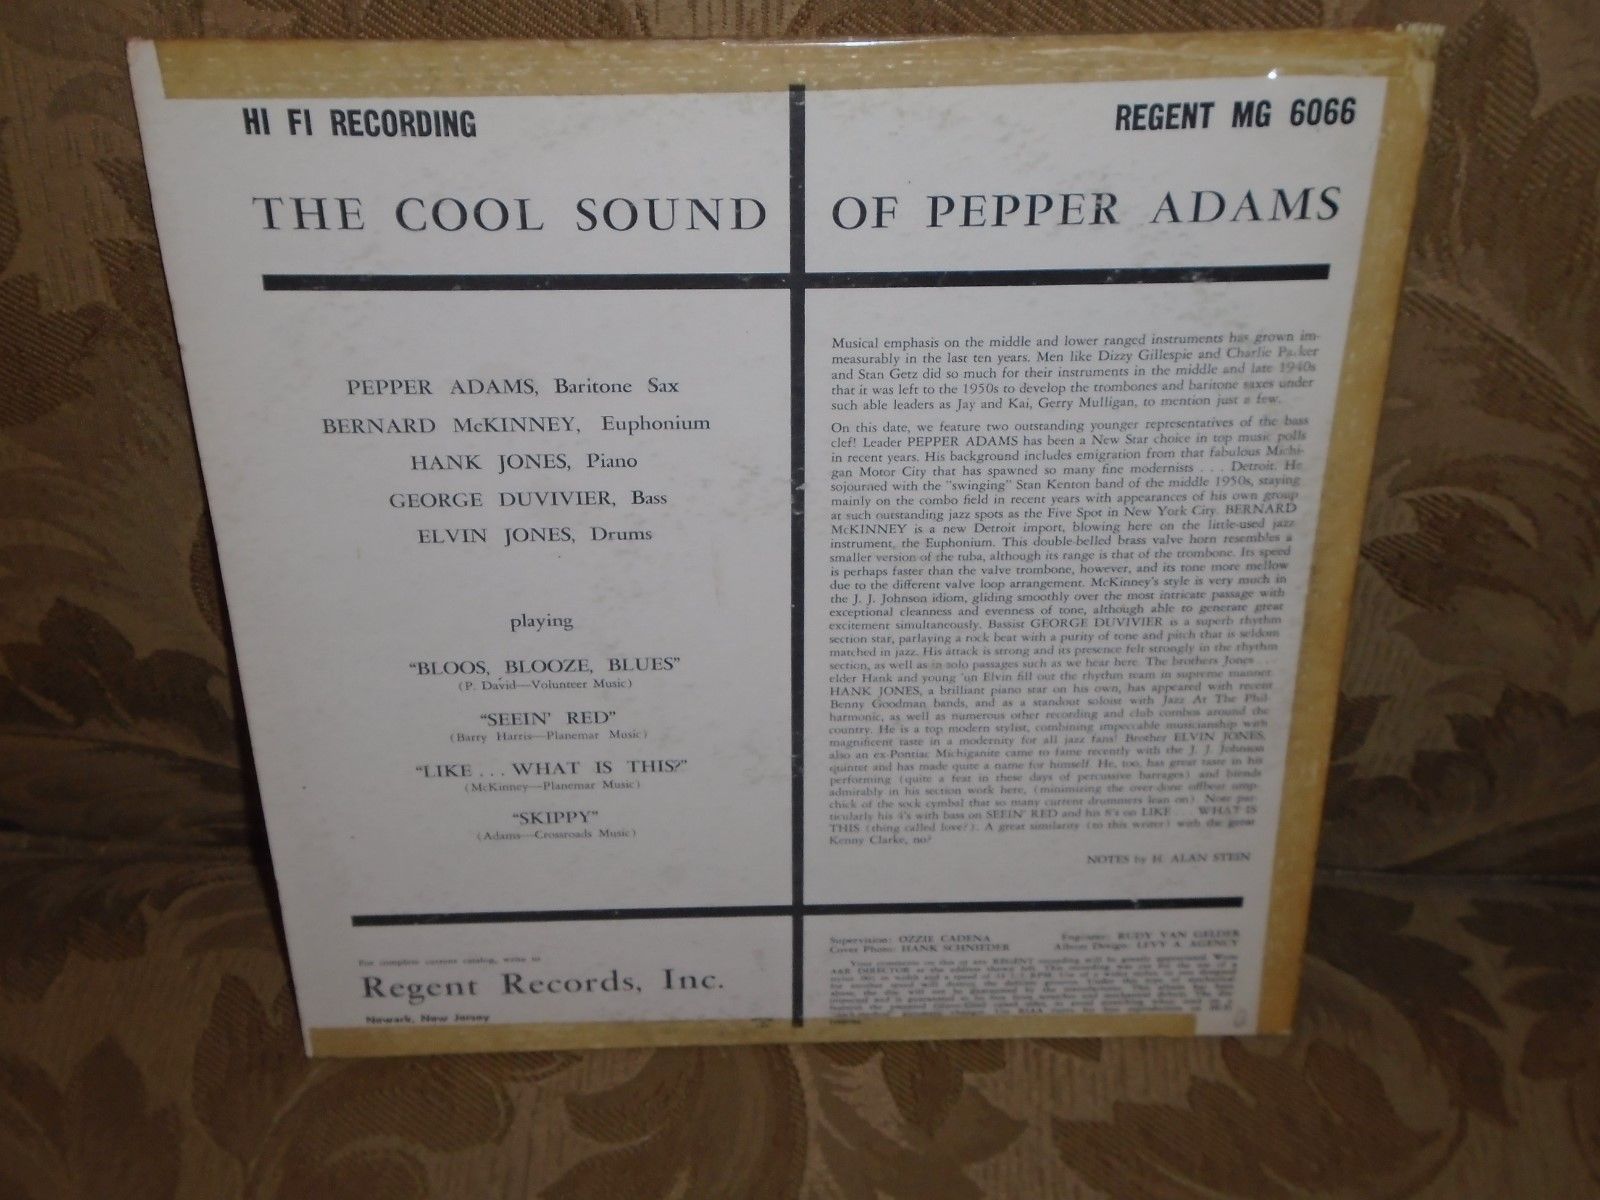 HI FI RECORDING
REGENT MG 6066
THE COOL SOUND OF PEPPER ADAMS
PEPPER ADAMS, Baritone Sax
BERNARD McKINNEY, Euphonium
HANK JONES, Piano
GEORGE DUVIVIER, Bass
ELVIN JONES, Drums
playing
“BLOOS, BLOOZE, BLUES”
(P. David—Volunteer Music)
“SEEIN’ RED”
(Barry Harris—Planemar Music)
“LIKE . . . WHAT IS THIS?”
(McKinney—Planemar Music)
“SKIPPY”
(Adams—Crossroads Music)
Musical emphasis on the middle and lower ranged instruments has grown im-
measurably in the last ten years. Men like Dizzy Gillespie and Charlie Parker
and Stan Getz did so much for their instruments in the middle and late 1940s
that it was left to the 1950s to develop the trombones and baritone saxes under
such able leaders as Jay and Kai, Gerry Mulligan, to mention just a few.
On this date, we feature two outstanding younger representatives of the bass
clef! Leader PEPPER ADAMS has been a New Star choice in top music polls
in recent years. His background includes emigration from that fabulous Michi-
gan Motor City that has spawned so many fine modernists . . . Detroit. He
sojourned with the "swinging" Stan Kenton band of the middle 1950s, staying
mainly on the combo field in recent years with appearances of his own group
at such outstanding jazz spots as the Five Spot in New York City. BERNARD
McKINNEY is a new Detroit import, blowing here on the little-used jazz
instrument, the Euphonium. This double-belled brass valve horn resembles a
smaller version of the tuba, although its range is that of the trombone. Its speed
is perhaps faster than the valve trombone, however, and its tone more mellow
due to the different valve loop arrangement. McKinney's style is very much in
the J. J. Johnson idiom, gliding smoothly over the most intricate passage with
exceptional cleanness and evenness of tone, although able to generate great
excitement simultaneously. Bassist GEORGE DUVIVIER is a superb rhythm
section star, parlaying a rock beat with a purity of tone and pitch that is seldom
matched in jazz. His attack is strong and its presence felt strongly in the rhythm
section, as well as in solo passages such as we hear here. The brothers Jones . . .
elder Hank and young 'un Elvin fill out the rhythm team in supreme manner.
HANK JONES, a brilliant piano star on his own, has appeared with recent
Benny Goodman bands, and as a standout soloist with Jazz At The Phil-
harmonic, as well as numerous other recording and club combos around the
country. He is a top modern stylist, combining impeccable musicianship with
magnificent taste in a modernity for all jazz fans! Brother ELVIN JONES,
also an ex-Pontiac Michiganite came to fame recently with the J. J. Johnson
quintet and has made quite a name for himself. He, too, has great taste in his
performing (quite a feat in these days of percussive barrages) and blends
admirably in his section work here, (minimizing the over-done offbeat ump-
chick of the sock cymbal that so many current drummers lean on). Note par-
ticularly his 4's with bass on SEEIN' RED and his 8's on LIKE . . . WHAT IS
THIS (thing called love?). A great similarity (to this writer) with the great
Kenny Clarke, no?
NOTES by H. ALAN STEIN
For complete current catalog, write to
Regent Records, Inc.
Newark, New Jersey
Supervision: OZZIE CADENA
Engineer: RUDY VAN GELDER
Cover Photo: HANK SCHNIEDER
Album Design: LEVY A. AGENCY
Your comments on this or any REGENT recording will be greatly appreciated. Write
A&R DIRECTOR at the address shown left.